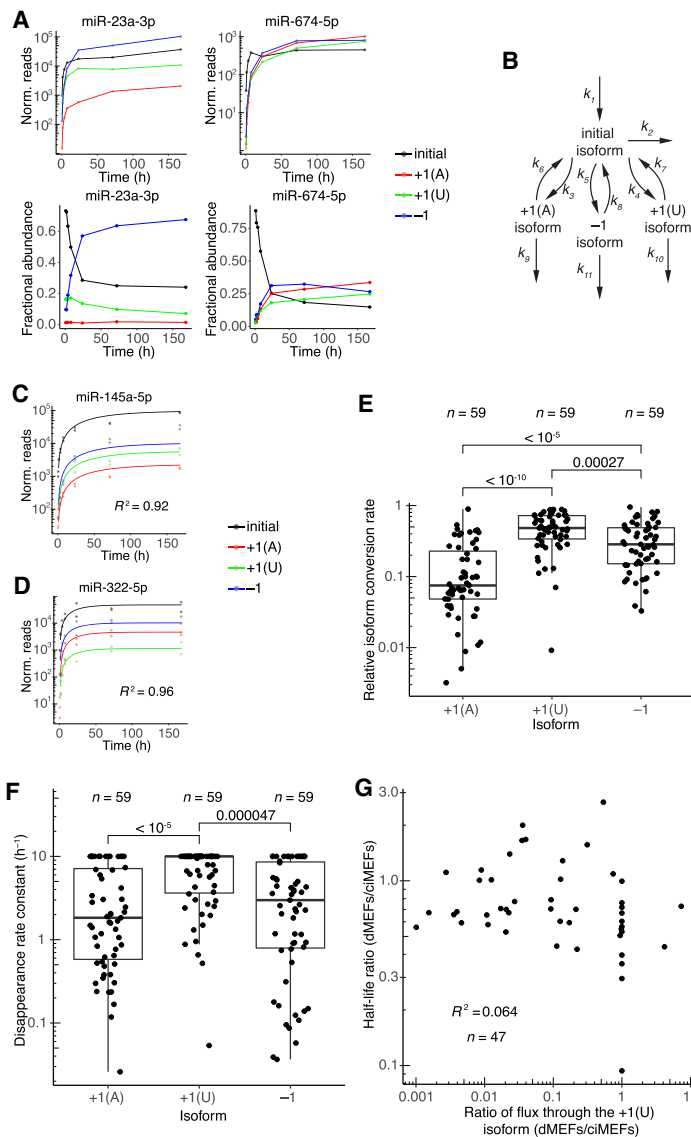 A
miR-23a-3p
miR-674-5p
Norm. reads
10^5
10^4
10^3
10^2
0 50 100 150
Time (h)
Norm. reads
10^3
10^2
10^1
0 50 100 150
Time (h)
miR-23a-3p
miR-674-5p
Fractional abundance
0.6
0.4
0.2
0.0
0 50 100 150
Time (h)
Fractional abundance
0.75
0.50
0.25
0.00
0 50 100 150
Time (h)
initial
+1(A)
+1(U)
−1
B
k1
initial
isoform
k2
k6
k3
k5
k8
k4
k7
+1(A)
isoform
−1
isoform
+1(U)
isoform
k9
k11
k10
C
miR-145a-5p
Norm. reads
10^5
10^4
10^3
10^2
R² = 0.92
0 50 100 150
Time (h)
D
miR-322-5p
Norm. reads
10^4
10^3
10^2
10^1
R² = 0.96
0 50 100 150
Time (h)
initial
+1(A)
+1(U)
−1
E
n = 59 n = 59 n = 59
< 10^-5
0.00027
< 10^-10
Relative isoform conversion rate
1
0.1
0.01
+1(A) +1(U) −1
Isoform
F
n = 59 n = 59 n = 59
0.000047
< 10^-5
Disappearance rate constant (h⁻¹)
10
1
0.1
+1(A) +1(U) −1
Isoform
G
Half-life ratio (dMEFs/ciMEFs)
3.0
1.0
0.3
0.1
R² = 0.064
n = 47
0.001 0.01 0.1 1 7
Ratio of flux through the +1(U)
isoform (dMEFs/ciMEFs)